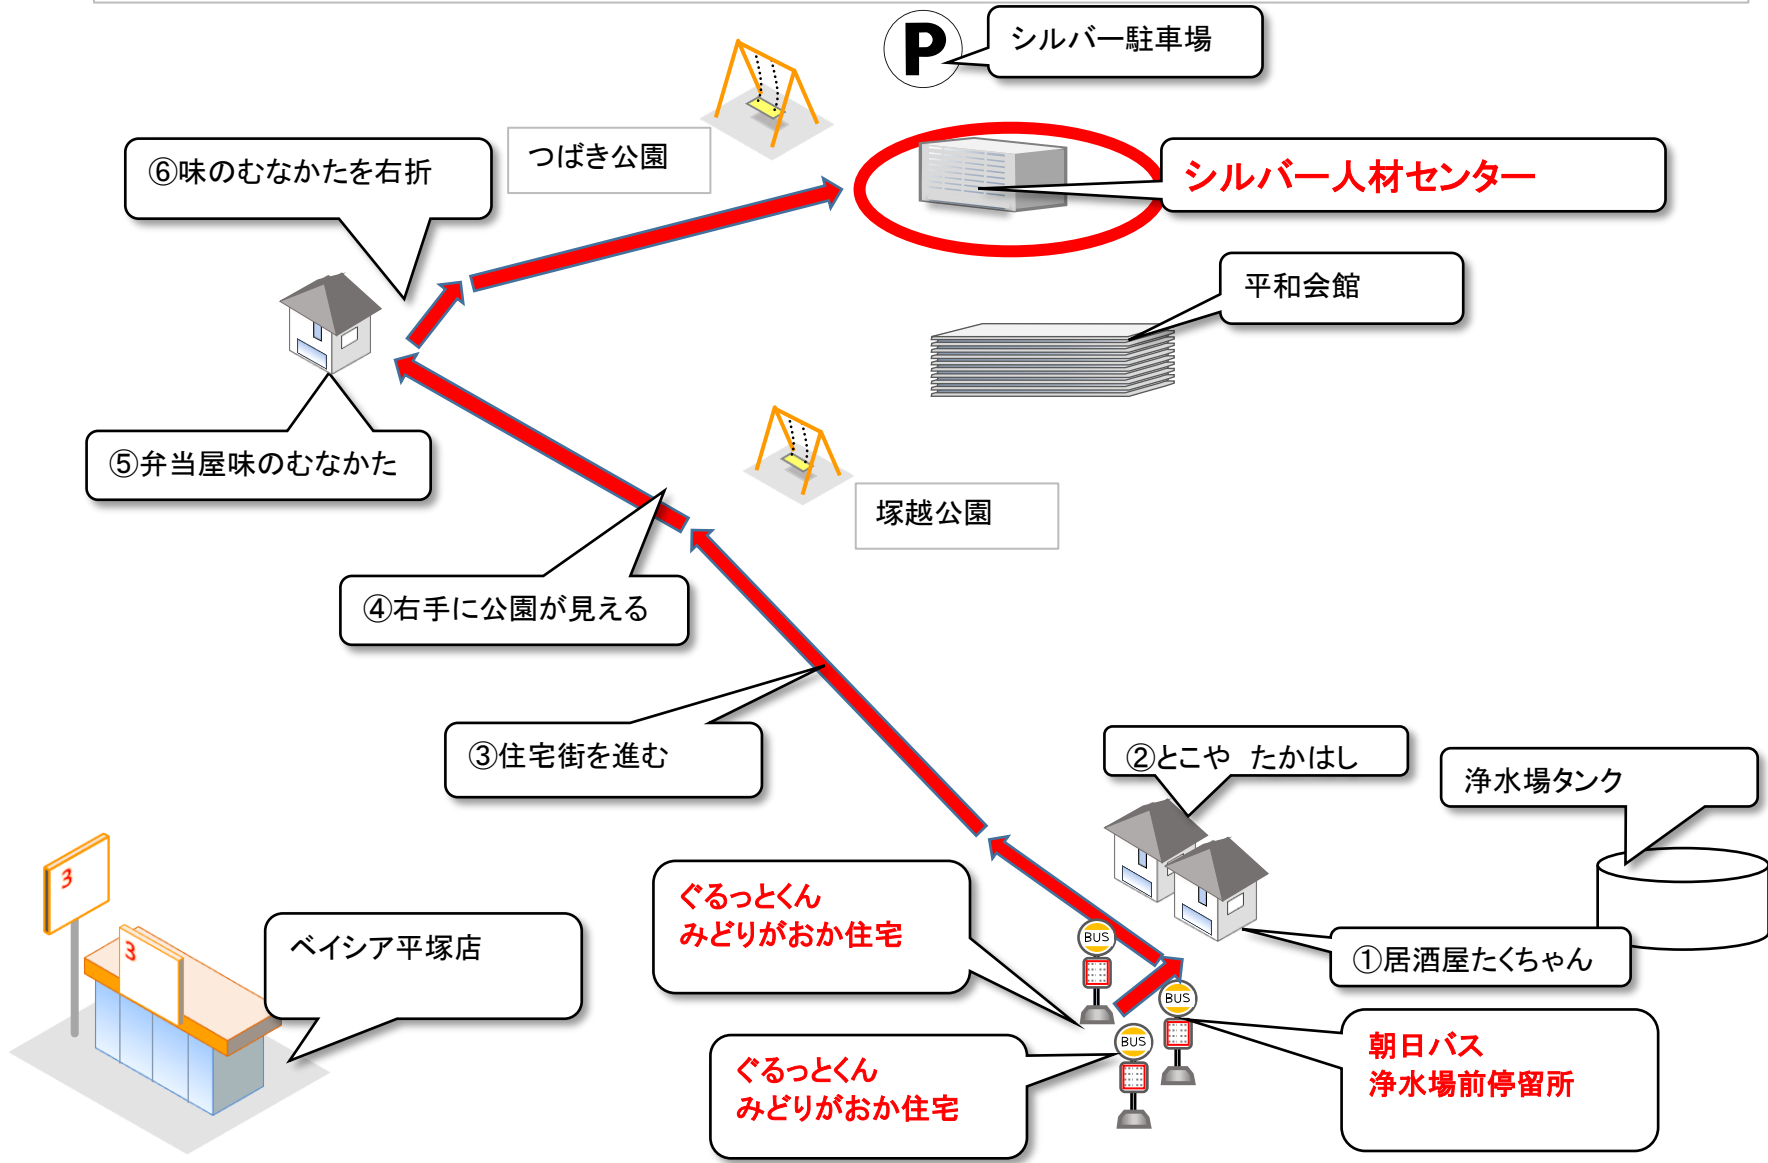 P
シルバー駐車場
つばき公園
⑥味のむなかたを右折
シルバー人材センター
平和会館
⑤弁当屋味のむなかた
塚越公園
④右手に公園が見える
③住宅街を進む
②とこや　たかはし
浄水場タンク
3
3
ベイシア平塚店
ぐるっとくん
みどりがおか住宅
BUS
①居酒屋たくちゃん
BUS
BUS
ぐるっとくん
みどりがおか住宅
朝日バス
浄水場前停留所